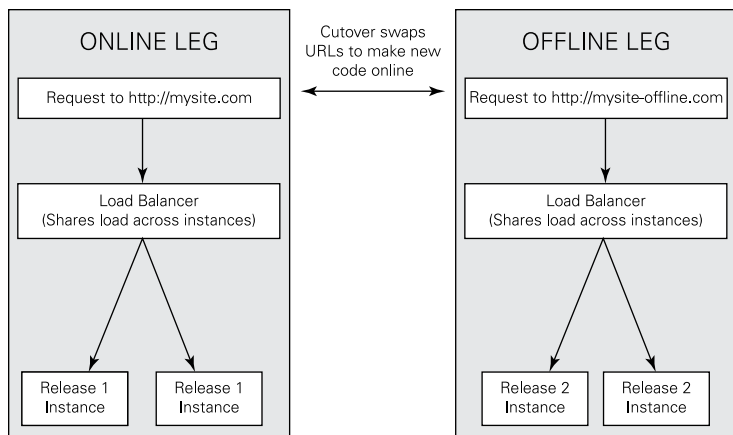 ONLINE LEG
Request to http://mysite.com
Load Balancer
(Shares load across instances)
Release 1
Instance
Release 1
Instance
Cutover swaps
URLs to make new
code online
OFFLINE LEG
Request to http://mysite-offline.com
Load Balancer
(Shares load across instances)
Release 2
Instance
Release 2
Instance